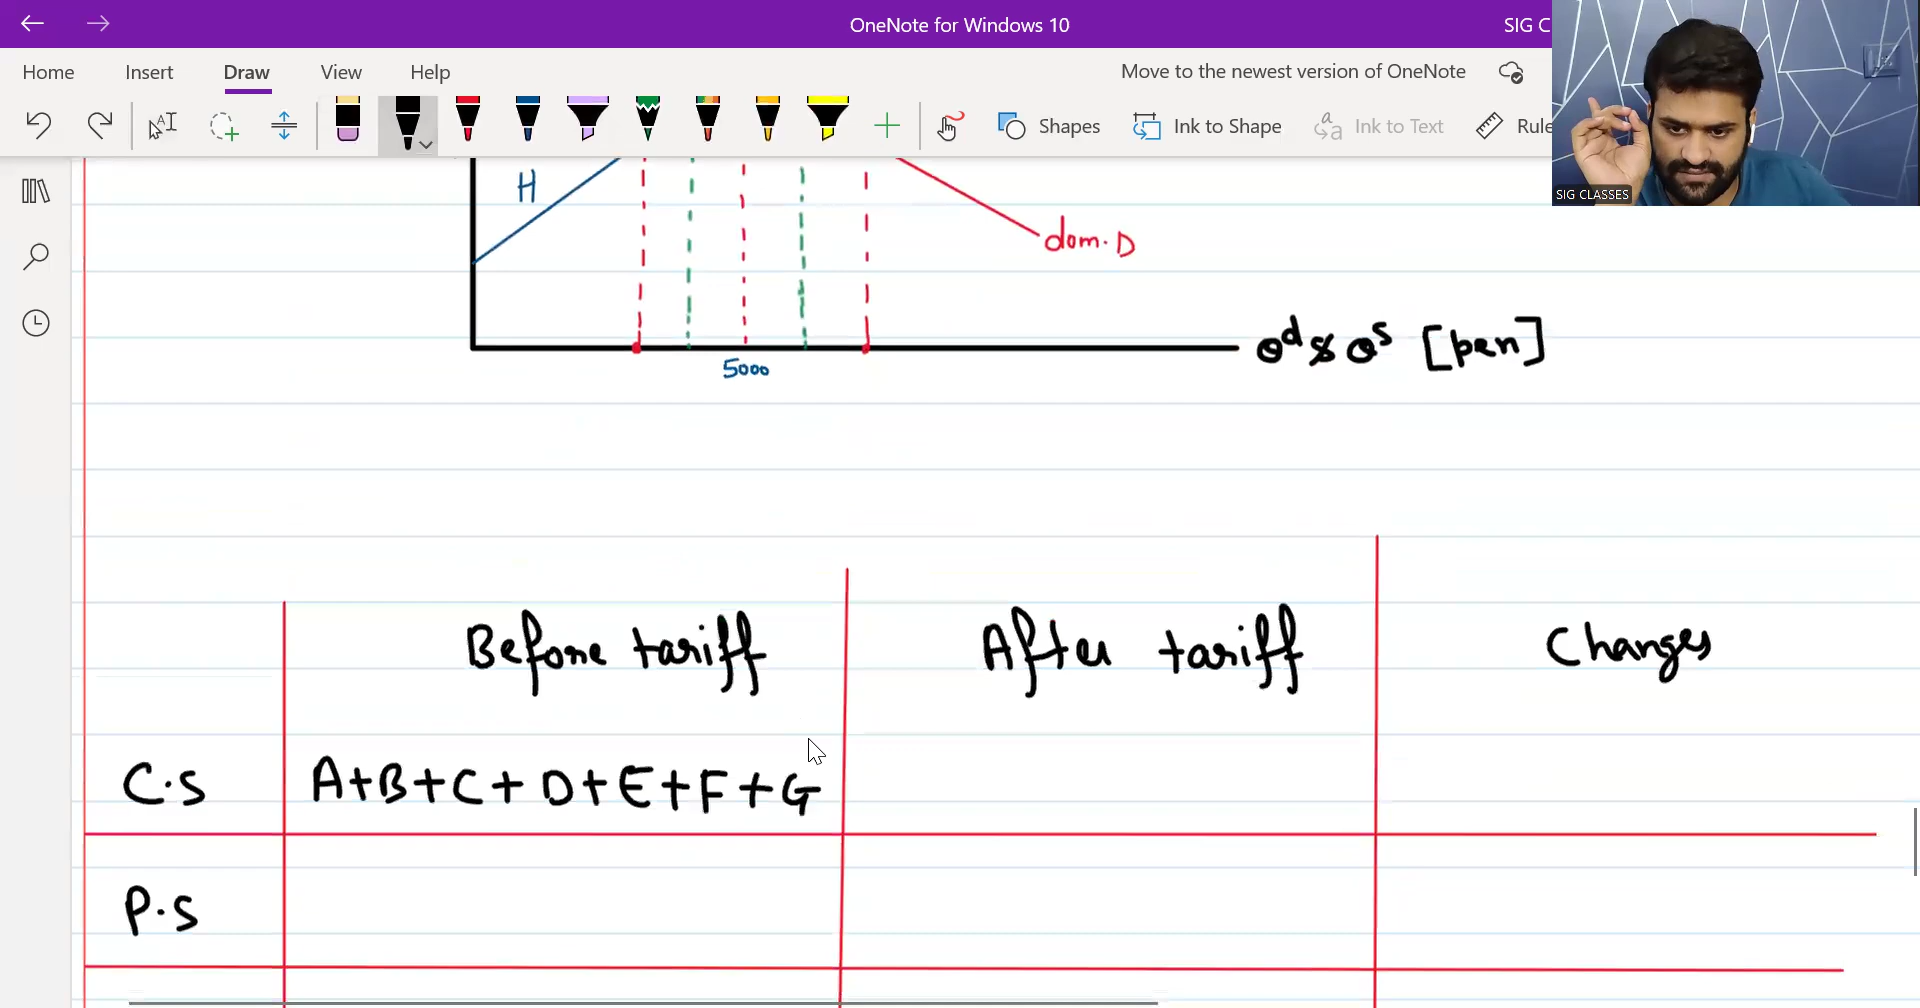 OneNote for Windows 10
SIG C
Home Insert Draw View Help
Move to the newest version of OneNote
Shapes Ink to Shape Ink to Text Rule
SIG CLASSES
H
dom. D
5000
Qd & Qs [pen]
Before tariff After tariff Changes
C.S A+B+C+D+E+F+G
P.S